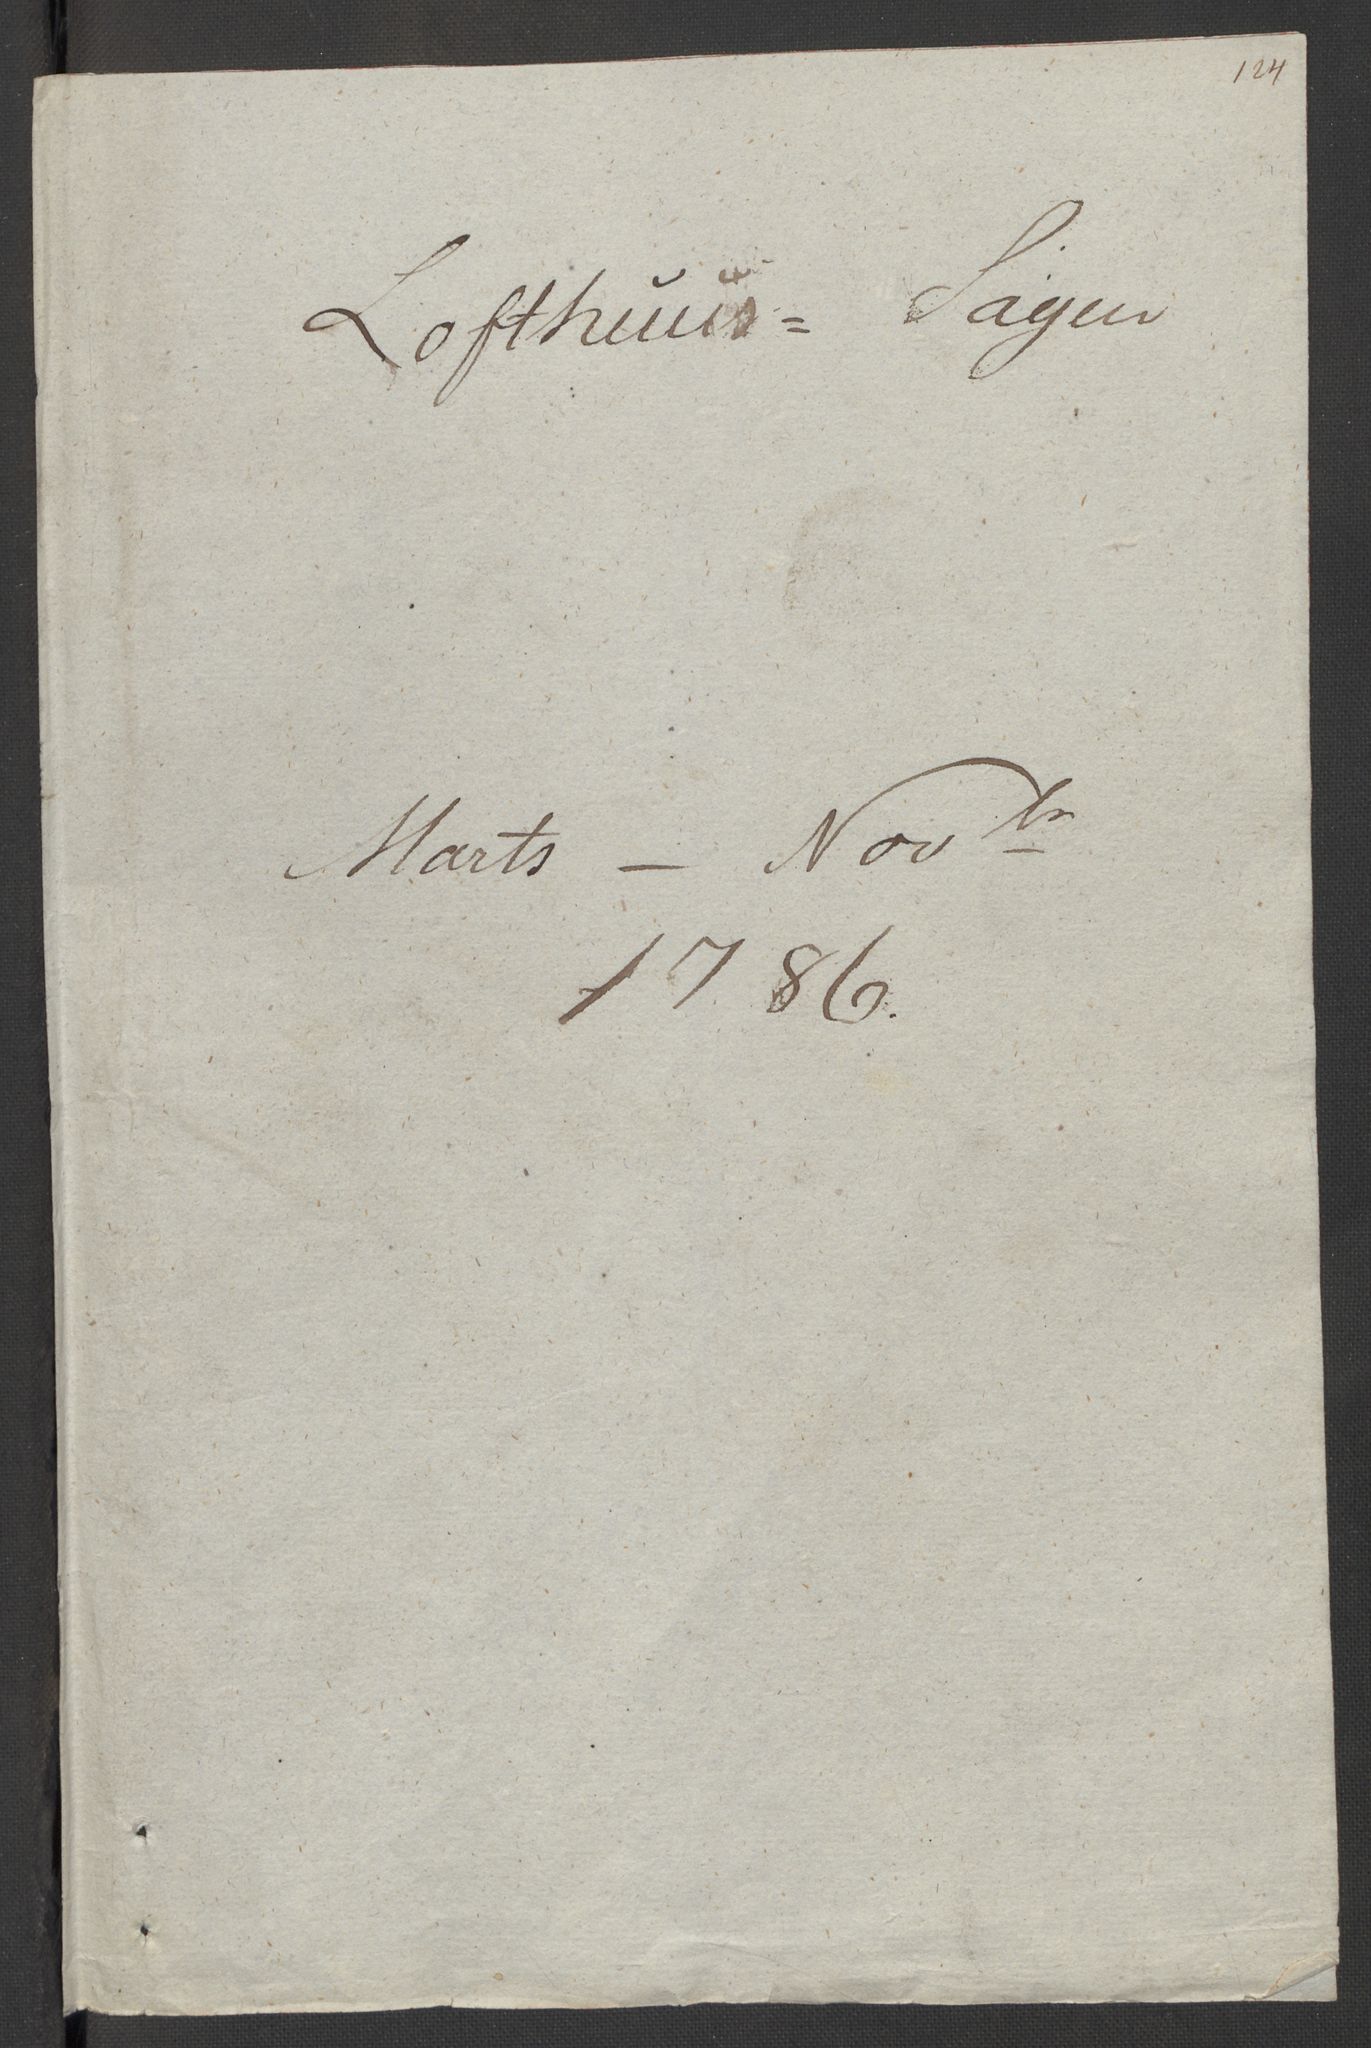 124
Lofthuus= Sagen
Marts — Novbr
1786.